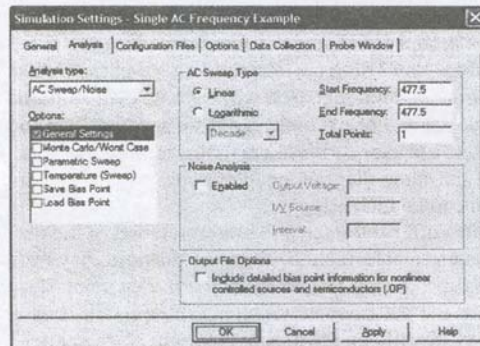 Simulation Settings - Single AC Frequency Example
General Analysis Configuration Files Options Data Collection Probe Window
Analysis type:
AC Sweep/Noise
Options:
General Settings
Monte Carlo/Worst Case
Parametric Sweep
Temperature (Sweep)
Save Bias Point
Load Bias Point
AC Sweep Type
Linear
Logarithmic
Decade
Start Frequency: 477.5
End Frequency: 477.5
Total Points: 1
Noise Analysis
Enabled
Output Voltage:
I/V Source:
Interval:
Output File Options
Include detailed bias point information for nonlinear
controlled sources and semiconductors (.OP)
OK Cancel Apply Help